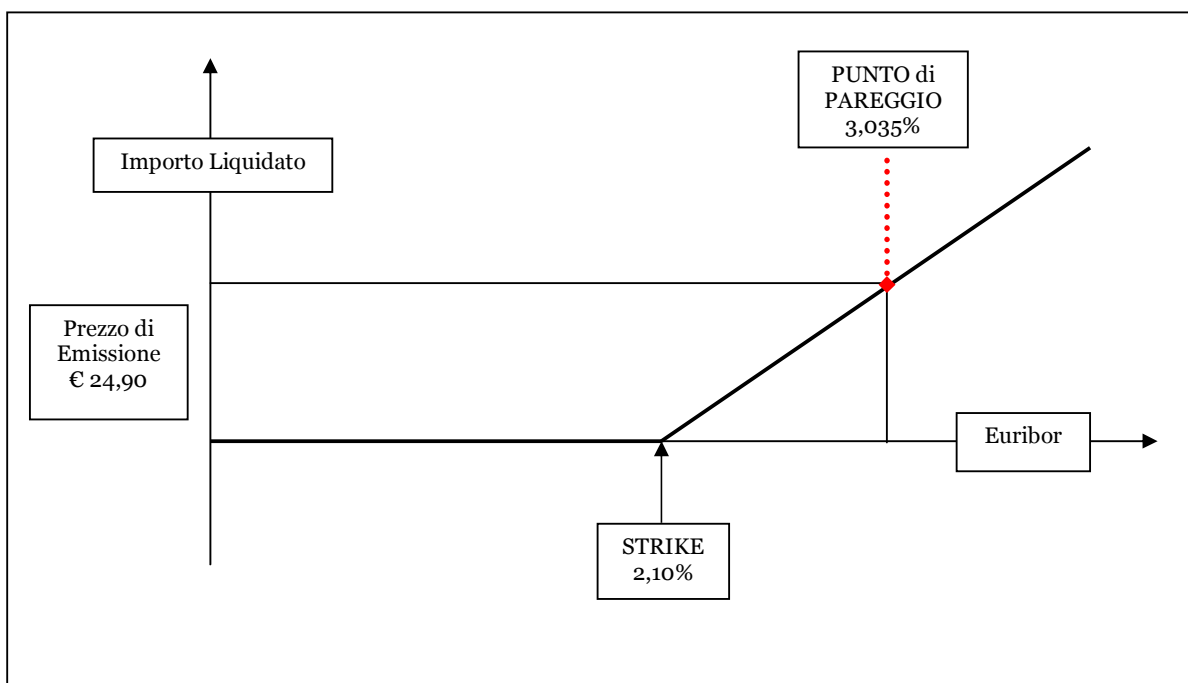 PUNTO di
PAREGGIO
3,035%
Importo Liquidato
Prezzo di
Emissione
€ 24,90
Euribor
STRIKE
2,10%